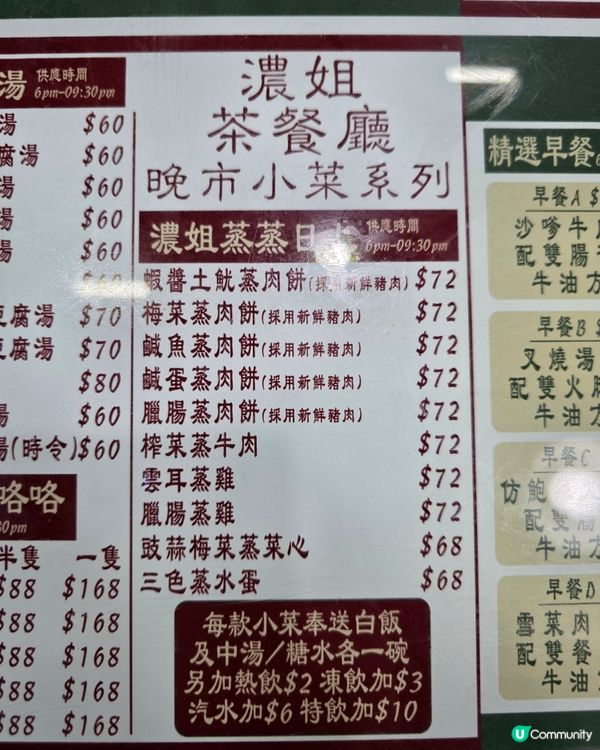 湯 供應時間
6pm-09:30pm
湯 $60
腐湯 $60
湯 $60
湯 $60
湯 $60
$60
豆腐湯 $70
豆腐湯 $70
$80
湯 $60
湯(時令)$60
咯咯
30pm
半隻 一隻
$88 $168
$88 $168
$88 $168
$88 $168
$88 $168
濃姐
茶餐廳
晚市小菜系列
濃姐蒸蒸日上 供應時間
6pm-09:30pm
蝦醬土魷蒸肉餅(採用新鮮豬肉) $72
梅菜蒸肉餅(採用新鮮豬肉) $72
鹹魚蒸肉餅(採用新鮮豬肉) $72
鹹蛋蒸肉餅(採用新鮮豬肉) $72
臘腸蒸肉餅(採用新鮮豬肉) $72
榨菜蒸牛肉 $72
雲耳蒸雞 $72
臘腸蒸雞 $72
豉蒜梅菜蒸菜心 $68
三色蒸水蛋 $68
每款小菜奉送白飯
及中湯／糖水各一碗
另加熱飲$2 凍飲加$3
汽水加$6 特飲加$10
精選早餐
早餐A $
沙嗲牛
配雙腸
牛油
早餐B $
叉燒湯
配雙火
牛油方
早餐C
仿鮑
配雙腸
牛油方
早餐D
雪菜肉
配雙餐
牛油
U Community